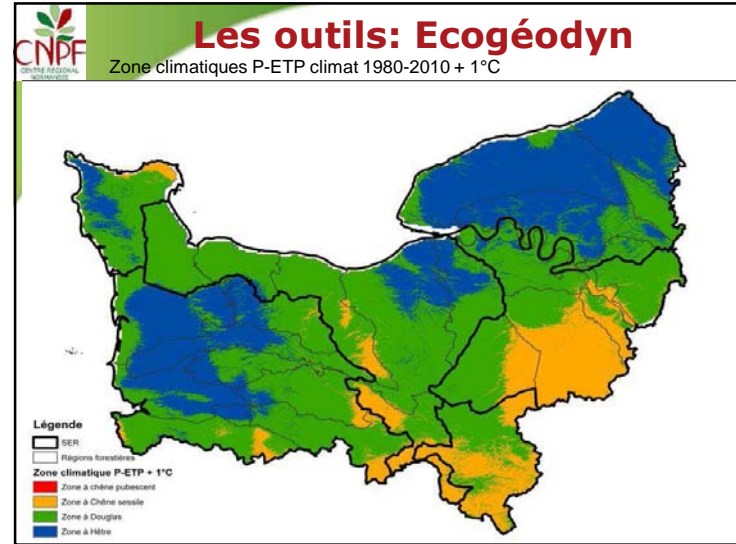 CNPF
CENTRE REGIONAL
NORMANDIE
Les outils: Ecogéodyn
Zone climatiques P-ETP climat 1980-2010 + 1°C
Légende
SER
Régions forestières
Zone climatique P-ETP + 1°C
Zone à chêne pubescent
Zone à Chêne sessile
Zone à Douglas
Zone à Hêtre